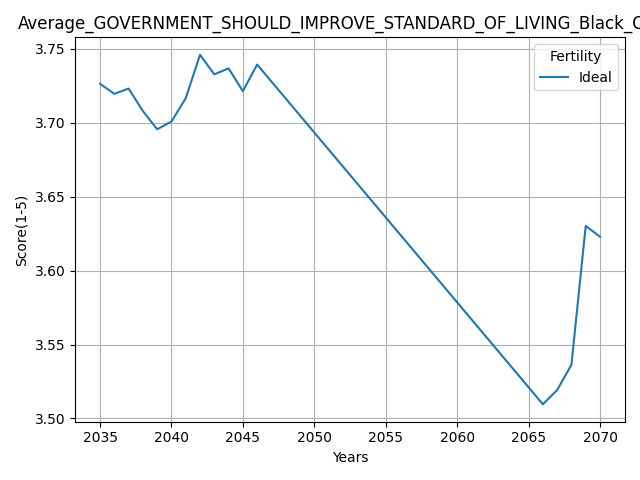 Average_GOVERNMENT_SHOULD_IMPROVE_STANDARD_OF_LIVING_Black_
Fertility
Ideal
Score(1-5)
3.75
3.70
3.65
3.60
3.55
3.50
2035 2040 2045 2050 2055 2060 2065 2070
Years